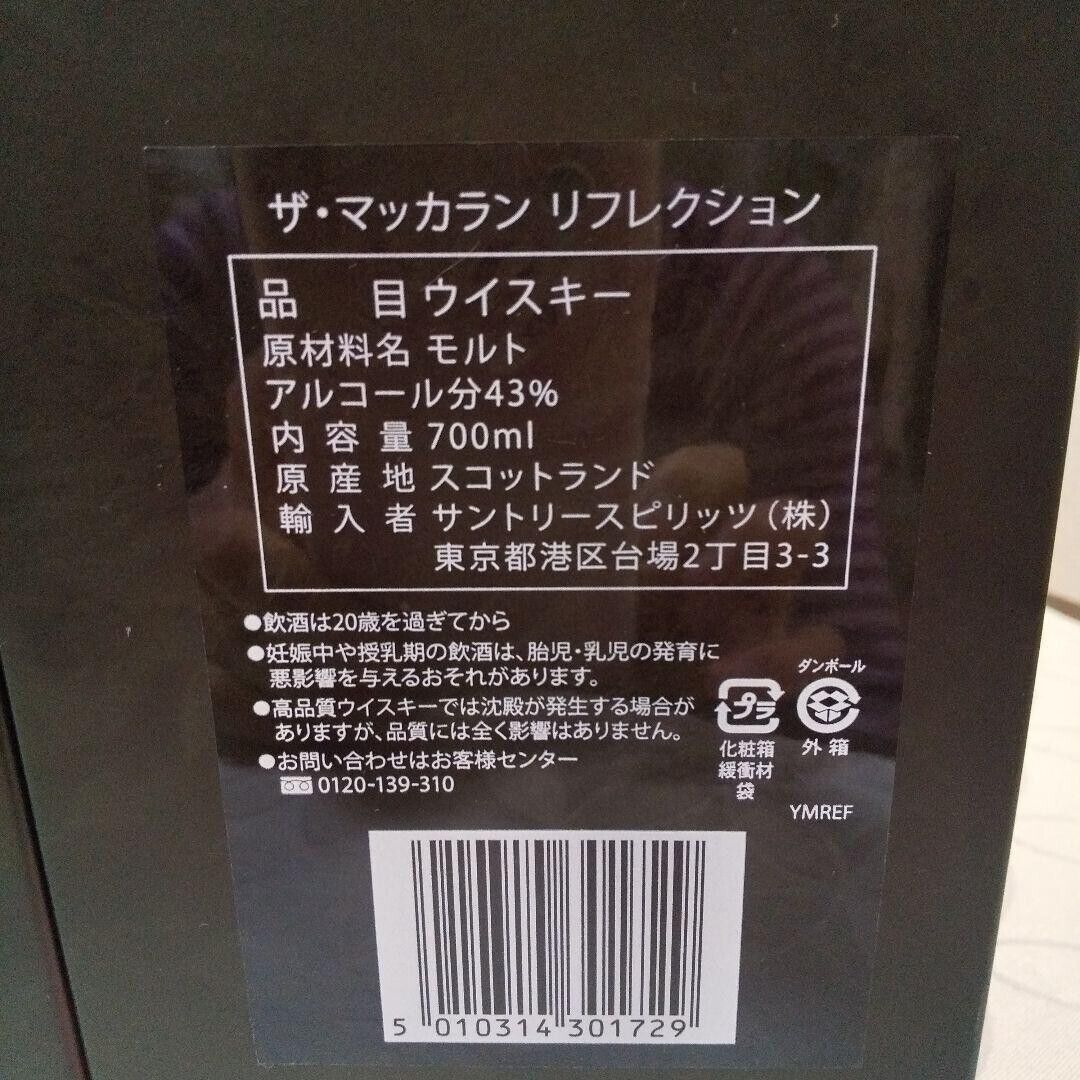 ザ・マッカラン リフレクション
品 目 ウイスキー
原材料名 モルト
アルコール分43%
内容量 700ml
原産地 スコットランド
輸入者 サントリースピリッツ(株)
東京都港区台場2丁目3-3
●飲酒は20歳を過ぎてから
●妊娠中や授乳期の飲酒は、胎児・乳児の発育に
悪影響を与えるおそれがあります。
●高品質ウイスキーでは沈殿が発生する場合が
ありますが、品質には全く影響はありません。
●お問い合わせはお客様センター
0120-139-310
プラ
化粧箱
緩衝材
袋
ダンボール
外箱
YMREF
5 010314 301729